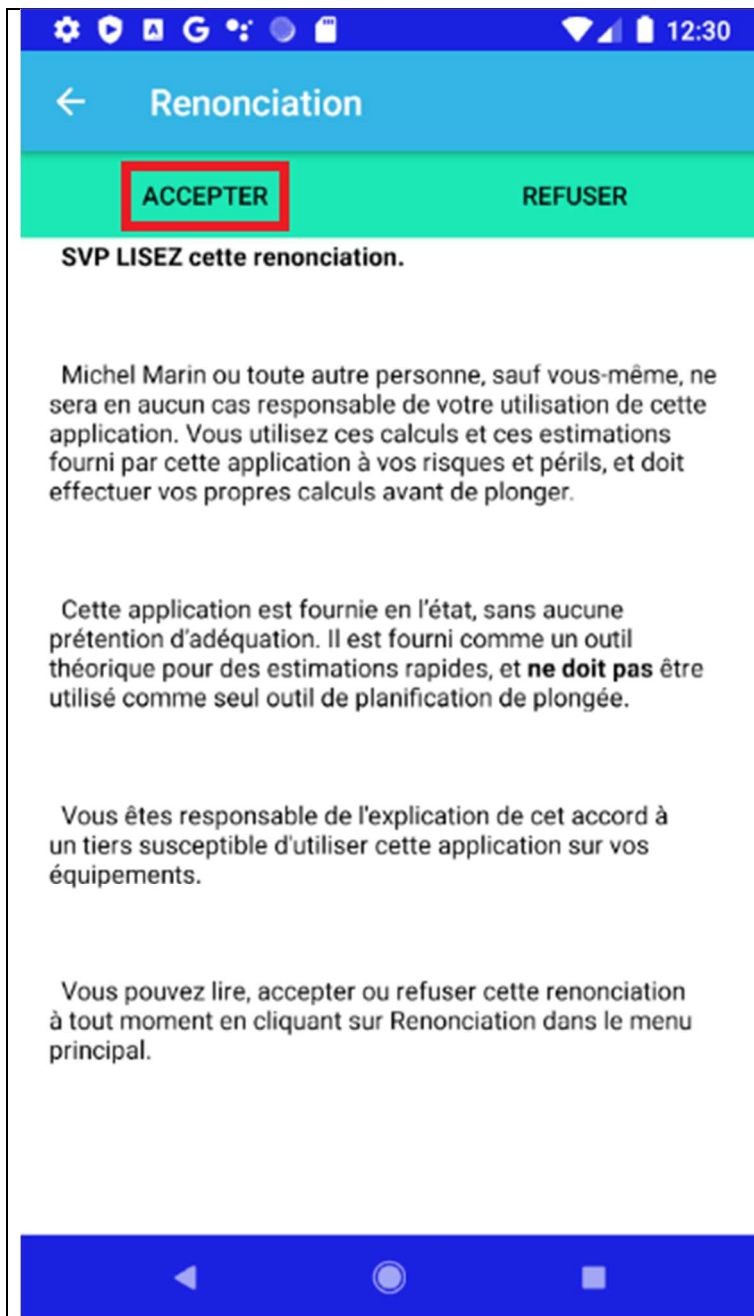 12:30
Renonciation
ACCEPTER REFUSER
SVP LISEZ cette renonciation.
Michel Marin ou toute autre personne, sauf vous-même, ne
sera en aucun cas responsable de votre utilisation de cette
application. Vous utilisez ces calculs et ces estimations
fourni par cette application à vos risques et périls, et doit
effectuer vos propres calculs avant de plonger.
Cette application est fournie en l'état, sans aucune
prétention d'adéquation. Il est fourni comme un outil
théorique pour des estimations rapides, et ne doit pas être
utilisé comme seul outil de planification de plongée.
Vous êtes responsable de l'explication de cet accord à
un tiers susceptible d'utiliser cette application sur vos
équipements.
Vous pouvez lire, accepter ou refuser cette renonciation
à tout moment en cliquant sur Renonciation dans le menu
principal.